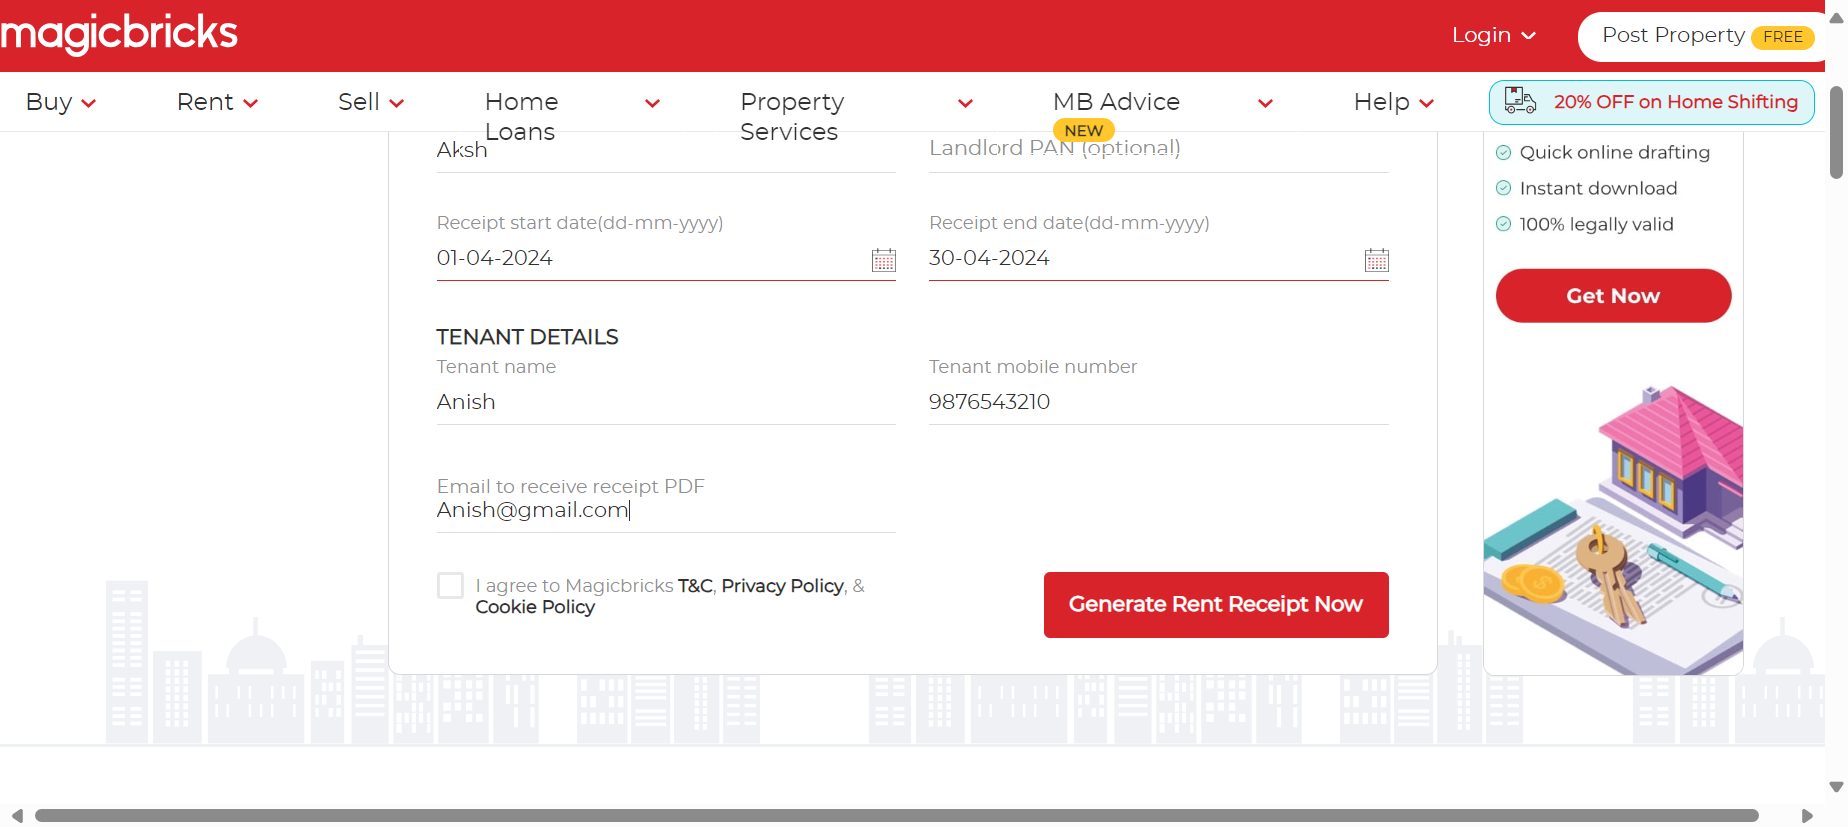 magicbricks
Login
Post Property FREE
Buy
Rent
Sell
Home
Loans
Property
Services
MB Advice
NEW
Help
20% OFF on Home Shifting
Aksh
Landlord PAN (optional)
Quick online drafting
Instant download
100% legally valid
Get Now
Receipt start date(dd-mm-yyyy)
Receipt end date(dd-mm-yyyy)
01-04-2024
30-04-2024
TENANT DETAILS
Tenant name
Tenant mobile number
Anish
9876543210
Email to receive receipt PDF
Anish@gmail.com
I agree to Magicbricks T&C, Privacy Policy, &
Cookie Policy
Generate Rent Receipt Now